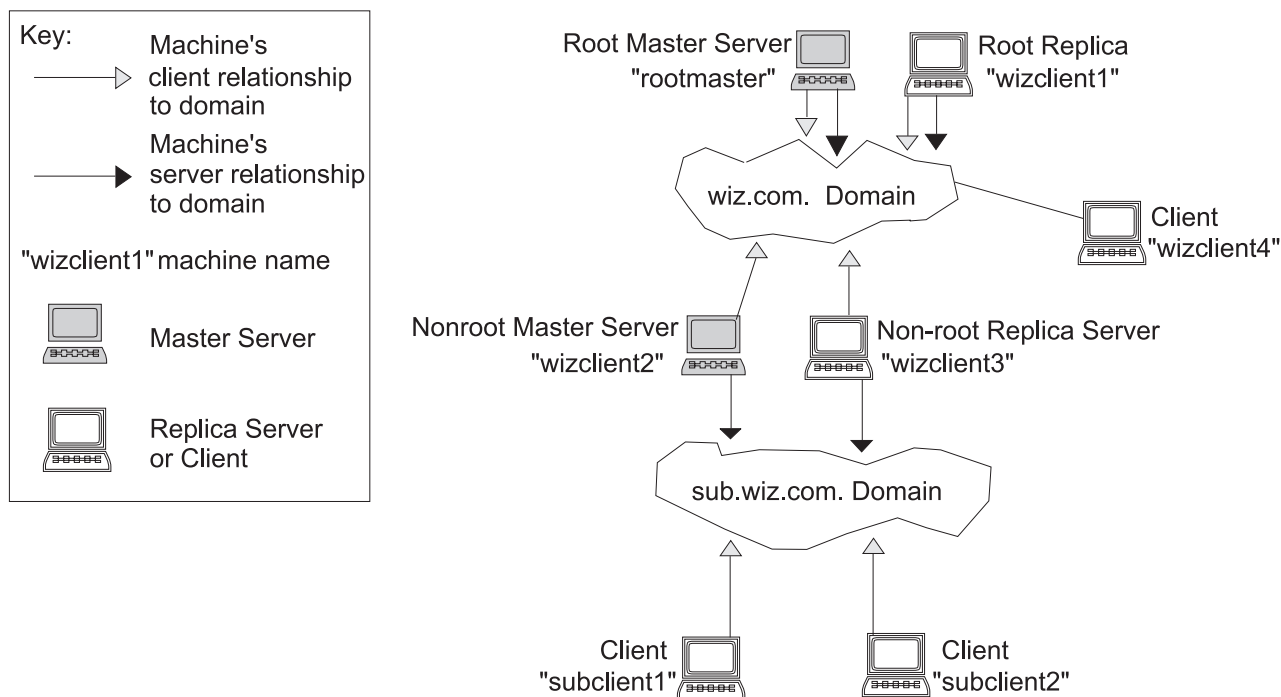 Key:
Machine's
client relationship
to domain
Machine's
server relationship
to domain
"wizclient1" machine name
Master Server
Replica Server
or Client
Root Master Server
"rootmaster"
Root Replica
"wizclient1"
wiz.com. Domain
Client
"wizclient4"
Nonroot Master Server
"wizclient2"
Non-root Replica Server
"wizclient3"
sub.wiz.com. Domain
Client
"subclient1"
Client
"subclient2"